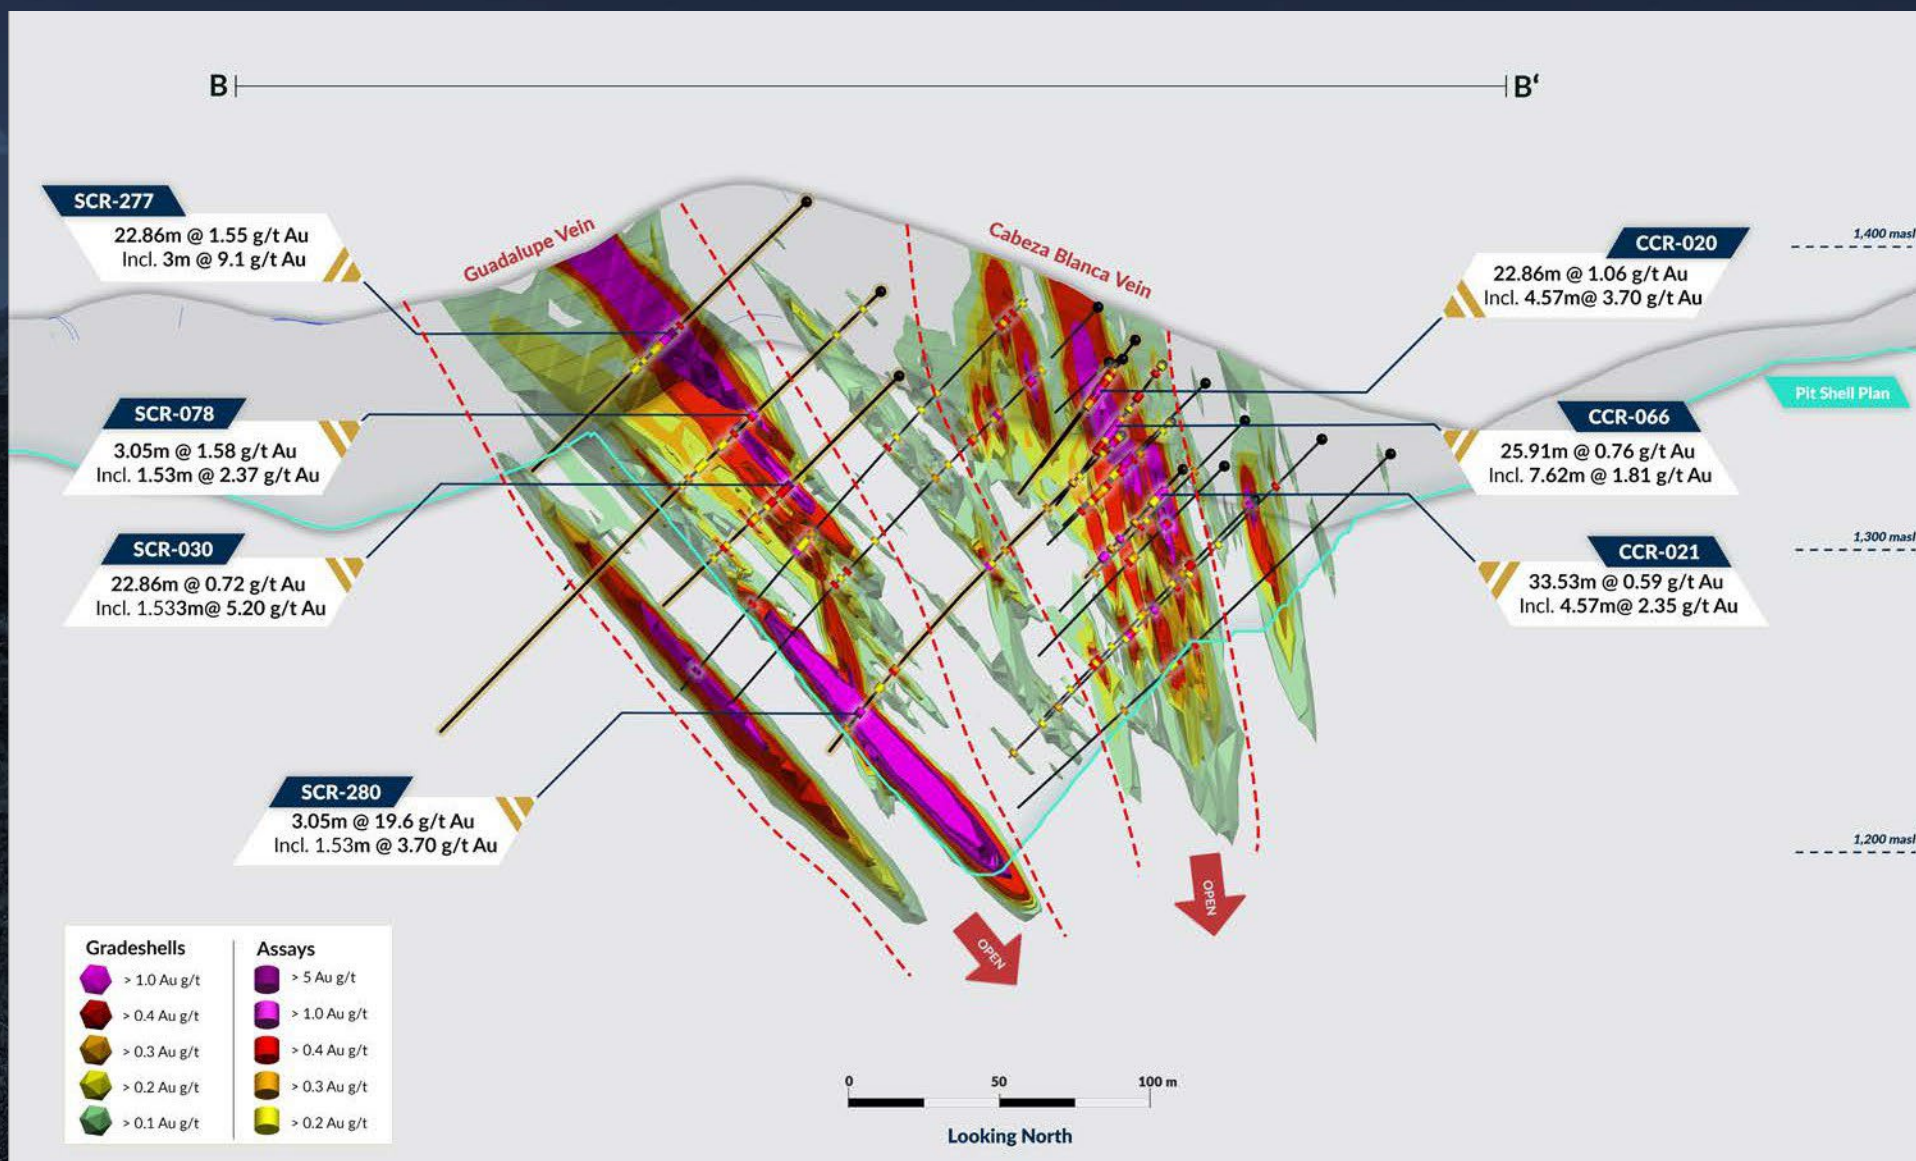 B
B‘
SCR-277
22.86m @ 1.55 g/t Au
Incl. 3m @ 9.1 g/t Au
Guadalupe Vein
Cabeza Blanca Vein
CCR-020
22.86m @ 1.06 g/t Au
Incl. 4.57m@ 3.70 g/t Au
1,400 masl
Pit Shell Plan
SCR-078
3.05m @ 1.58 g/t Au
Incl. 1.53m @ 2.37 g/t Au
CCR-066
25.91m @ 0.76 g/t Au
Incl. 7.62m @ 1.81 g/t Au
1,300 masl
SCR-030
22.86m @ 0.72 g/t Au
Incl. 1.533m@ 5.20 g/t Au
CCR-021
33.53m @ 0.59 g/t Au
Incl. 4.57m@ 2.35 g/t Au
SCR-280
3.05m @ 19.6 g/t Au
Incl. 1.53m @ 3.70 g/t Au
1,200 masl
OPEN
OPEN
Gradeshells
> 1.0 Au g/t
> 0.4 Au g/t
> 0.3 Au g/t
> 0.2 Au g/t
> 0.1 Au g/t
Assays
> 5 Au g/t
> 1.0 Au g/t
> 0.4 Au g/t
> 0.3 Au g/t
> 0.2 Au g/t
0 50 100 m
Looking North